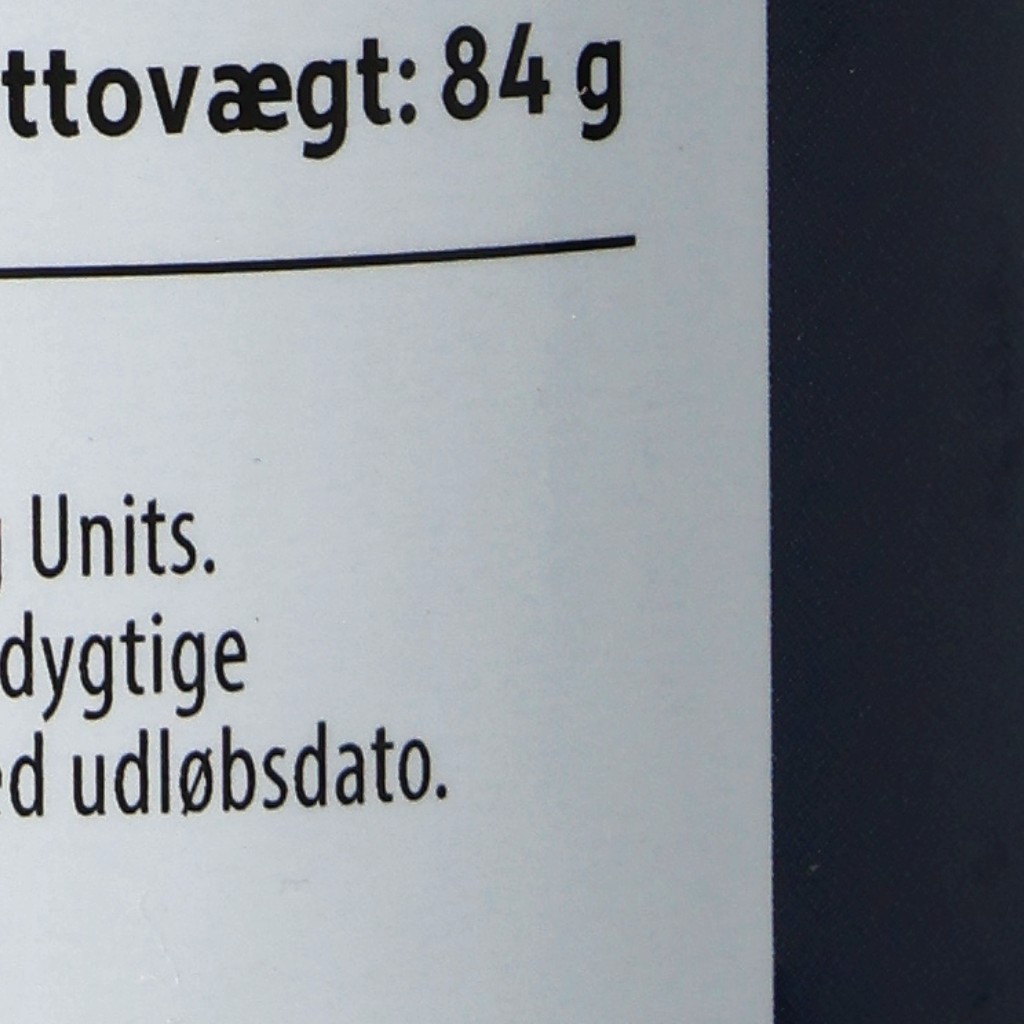 ttovægt: 84 g
Units.
dygtige
ed udløbsdato.